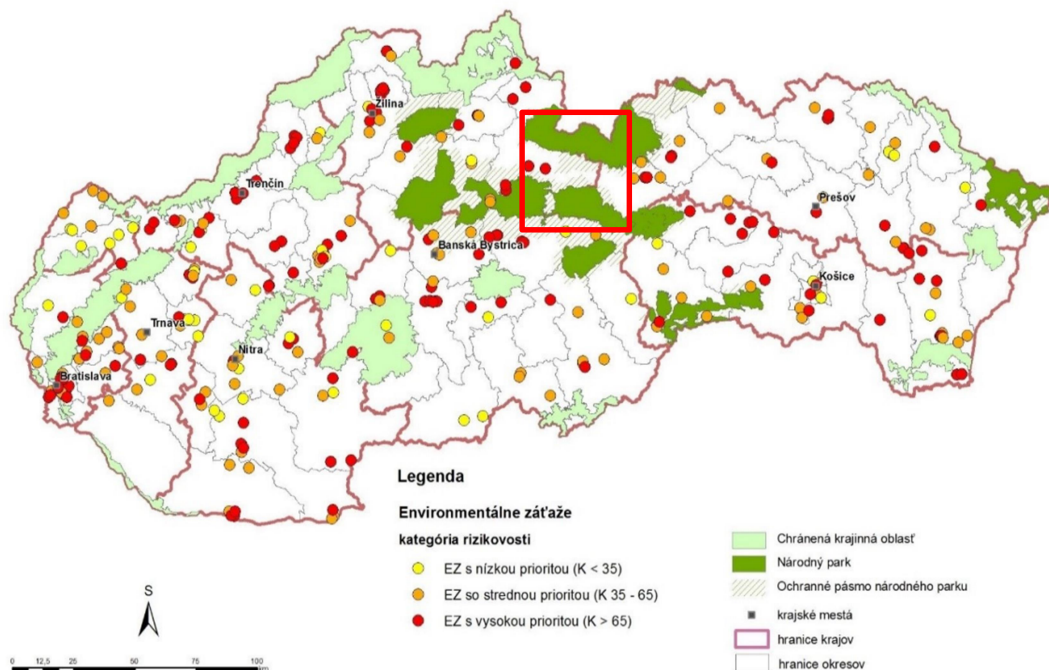 Žilina
Trenčín
Prešov
Banská Bystrica
Košice
Trnava
Nitra
Bratislava
Legenda
Environmentálne záťaže
kategória rizikovosti
EZ s nízkou prioritou (K < 35)
EZ so strednou prioritou (K 35 - 65)
EZ s vysokou prioritou (K > 65)
Chránená krajinná oblasť
Národný park
Ochranné pásmo národného parku
krajské mestá
hranice krajov
hranice okresov
S
0 12,5 25 50 75 100